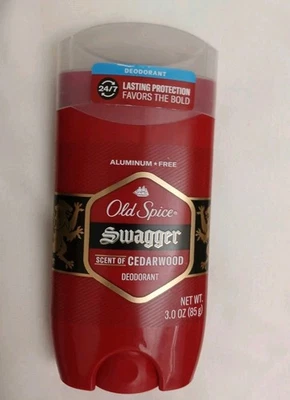 DEODORANT
24/7 LASTING PROTECTION
FAVORS THE BOLD
ALUMINUM + FREE
Old Spice
Swagger
SCENT OF CEDARWOOD
DEODORANT
NET WT.
3.0 OZ (85g)